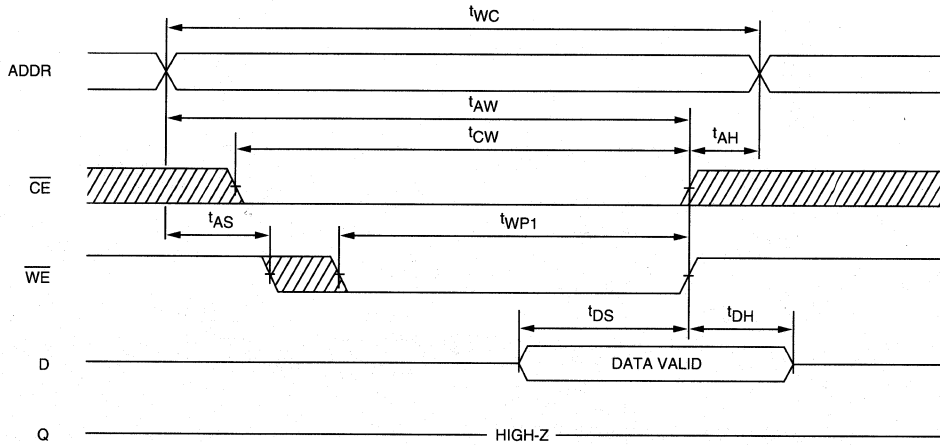 tWC
ADDR
tAW
tCW
tAH
CE
tAS
tWP1
WE
tDS
tDH
D
DATA VALID
Q
HIGH-Z